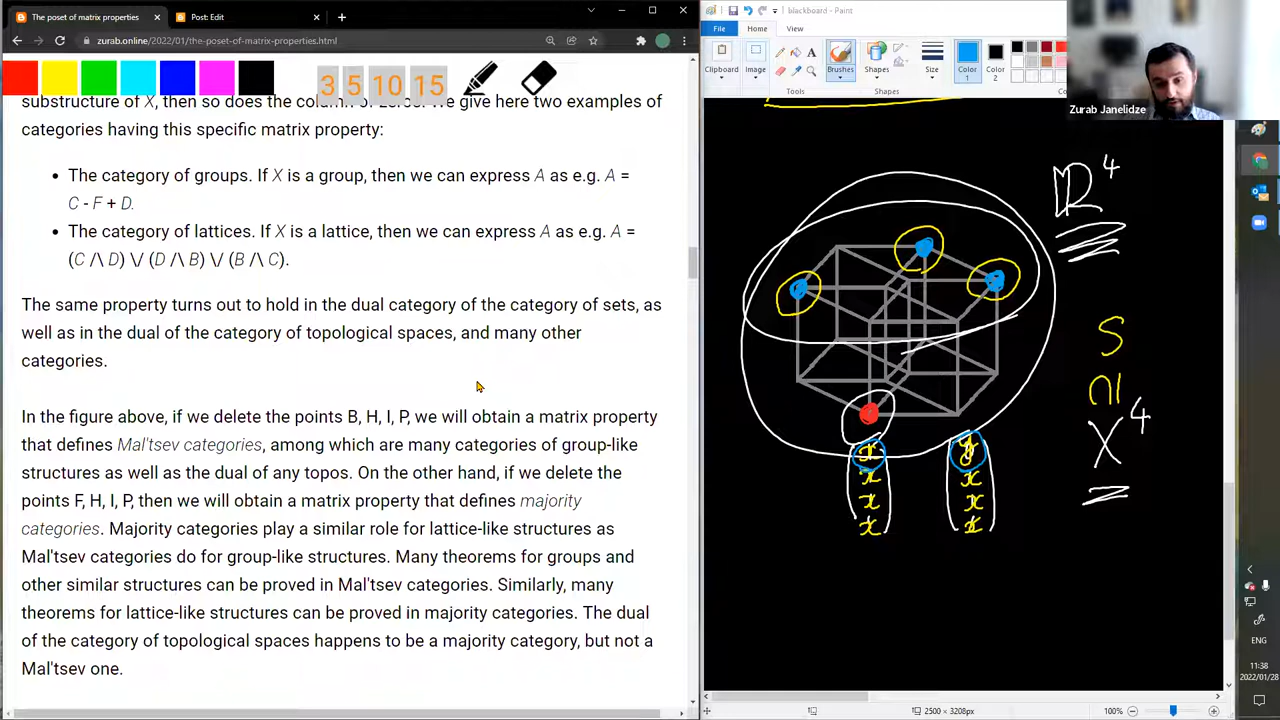 The poset of matrix properties
Post: Edit
zurab.online/2022/01/the-poset-of-matrix-properties.html
3 5 10 15
substructure of X, then so does the column of zeros. We give here two examples of
categories having this specific matrix property:
The category of groups. If X is a group, then we can express A as e.g. A =
C - F + D.
The category of lattices. If X is a lattice, then we can express A as e.g. A =
(C /\ D) \/ (D /\ B) \/ (B /\ C).
The same property turns out to hold in the dual category of the category of sets, as
well as in the dual of the category of topological spaces, and many other
categories.
In the figure above, if we delete the points B, H, I, P, we will obtain a matrix property
that defines Mal'tsev categories, among which are many categories of group-like
structures as well as the dual of any topos. On the other hand, if we delete the
points F, H, I, P, then we will obtain a matrix property that defines majority
categories. Majority categories play a similar role for lattice-like structures as
Mal'tsev categories do for group-like structures. Many theorems for groups and
other similar structures can be proved in Mal'tsev categories. Similarly, many
theorems for lattice-like structures can be proved in majority categories. The dual
of the category of topological spaces happens to be a majority category, but not a
Mal'tsev one.
blackboard - Paint
File Home View
Clipboard Image Tools Brushes Shapes Size Color 1 Color 2
Shapes
Zurab Janelidze
ℝ⁴
S
∩|
X⁴
x y
x x
x x
x x
2500 × 3208px
100%
ENG
11:38
2022/01/28